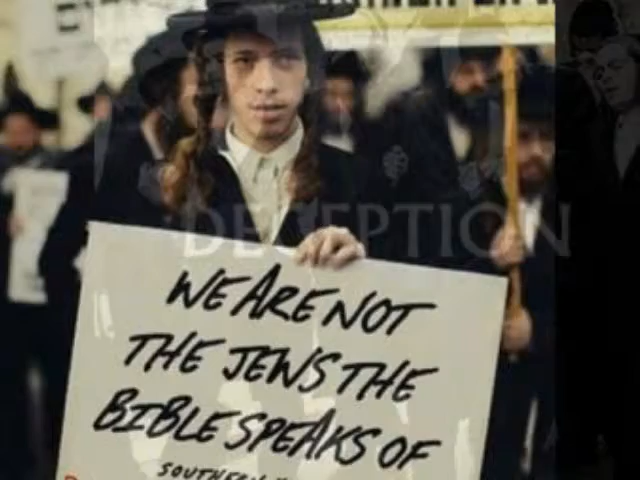 DECEPTION
WE ARE NOT
THE JEWS THE
BIBLE SPEAKS OF